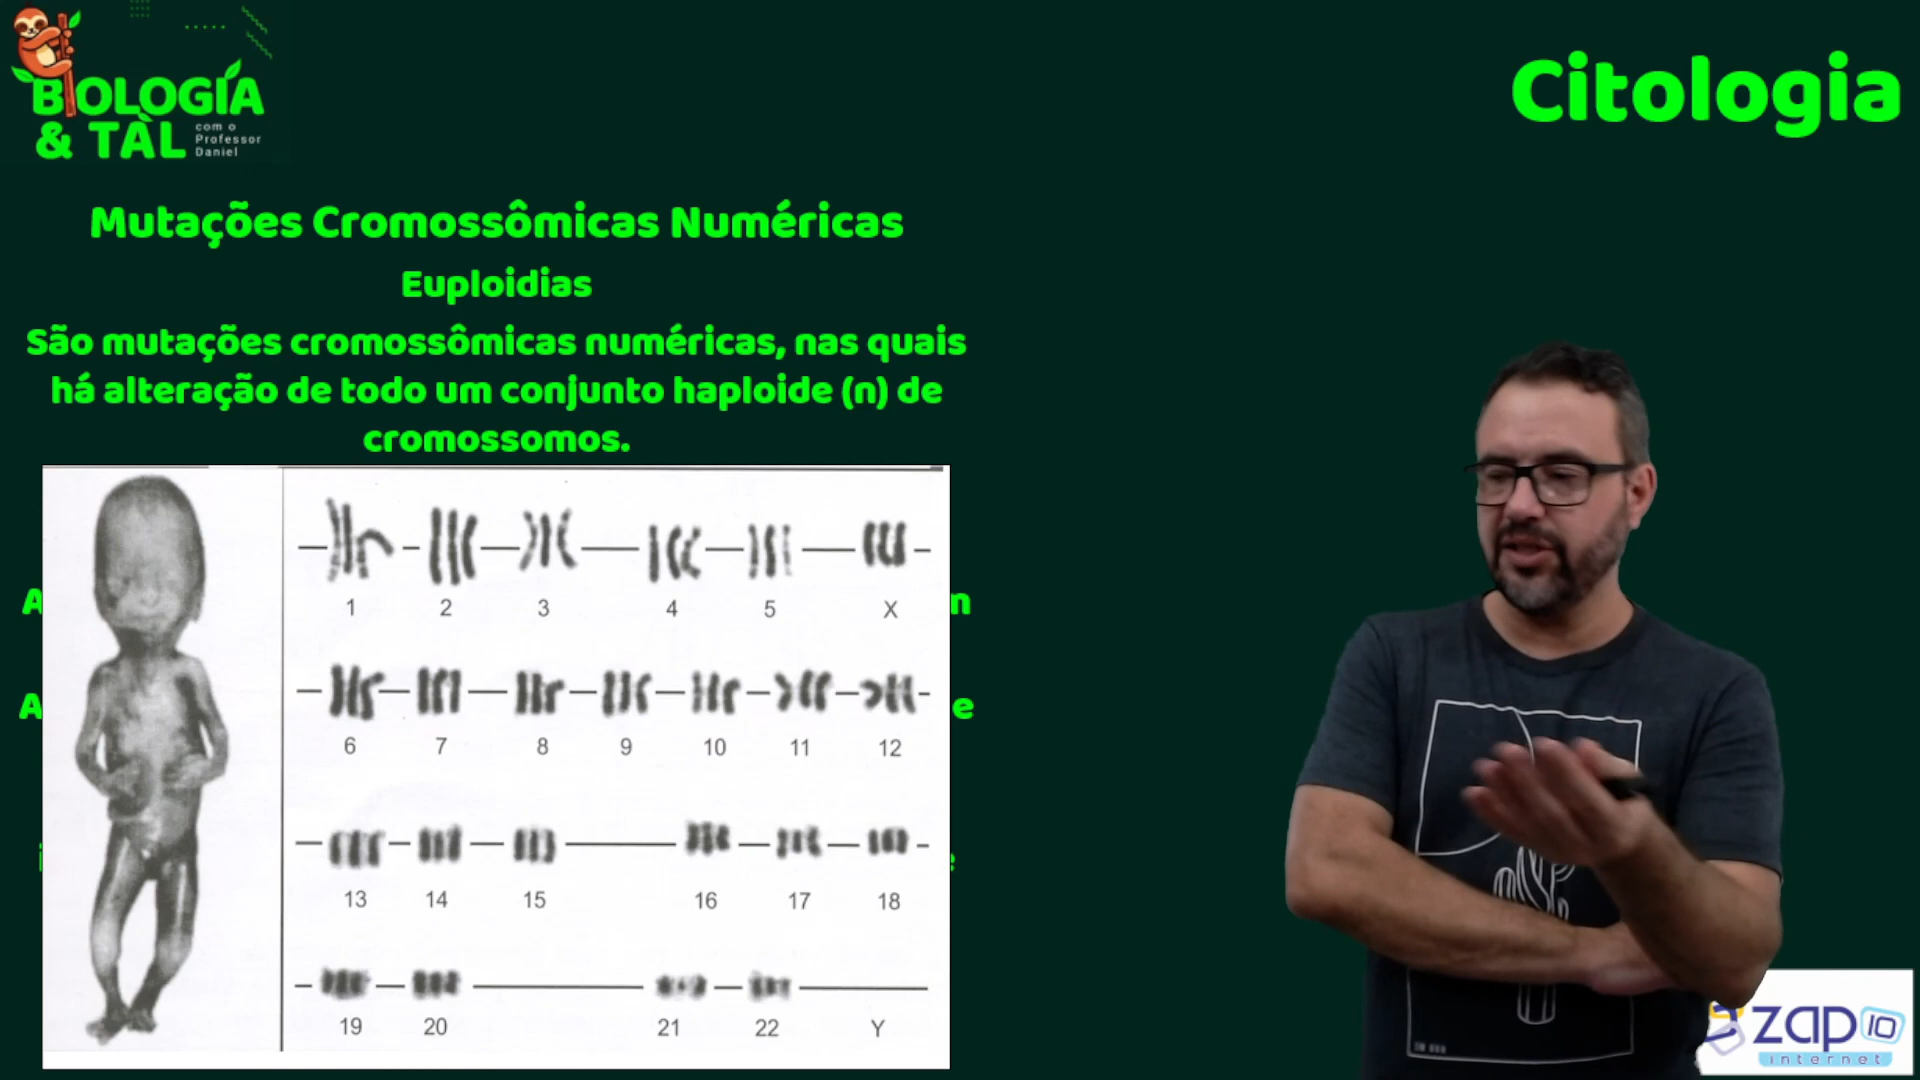 BIOLOGIA
& TAL
com o
Professor
Daniel
Citologia
Mutações Cromossômicas Numéricas
Euploidias
São mutações cromossômicas numéricas, nas quais
há alteração de todo um conjunto haploide (n) de
cromossomos.
1 2 3 4 5 X
6 7 8 9 10 11 12
13 14 15 16 17 18
19 20 21 22 Y
zap 10
internet